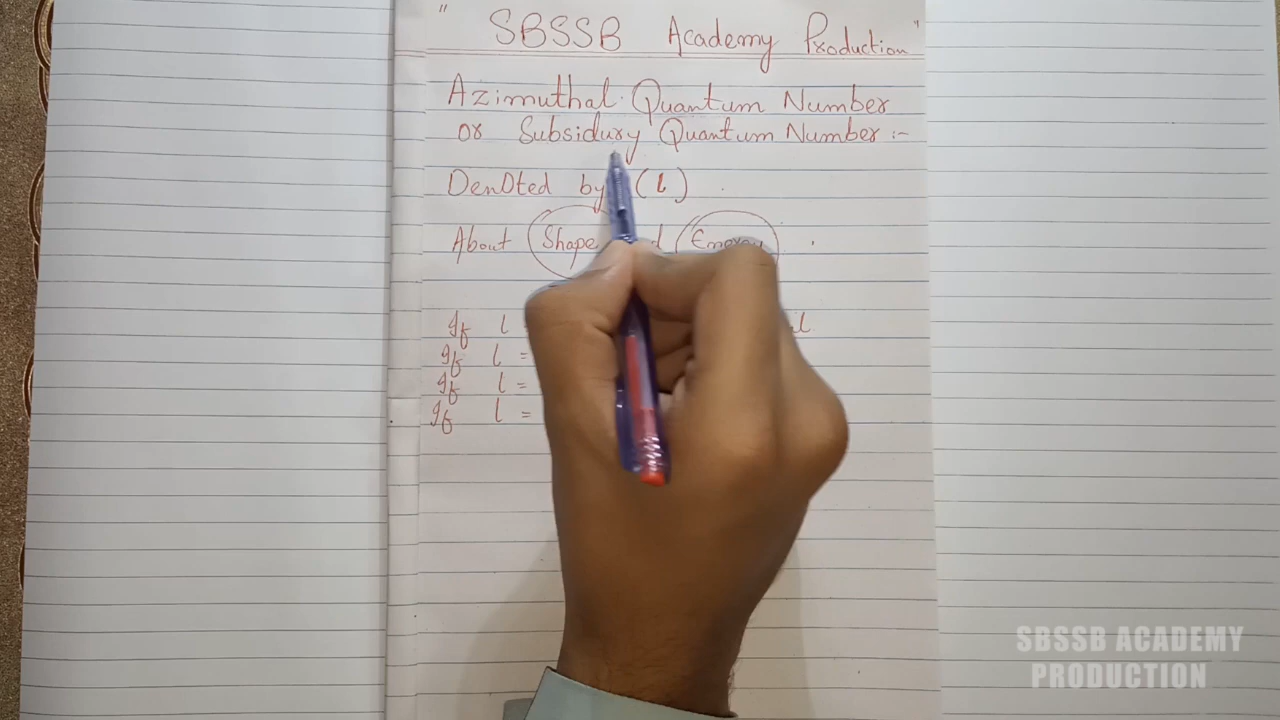 " SBSSB Academy Production "
Azimuthal Quantum Number
or Subsidury Quantum Number :-
Denoted by (l)
About Shape Energy
If l =
If l =
If l =
If l =
SBSSB ACADEMY
PRODUCTION